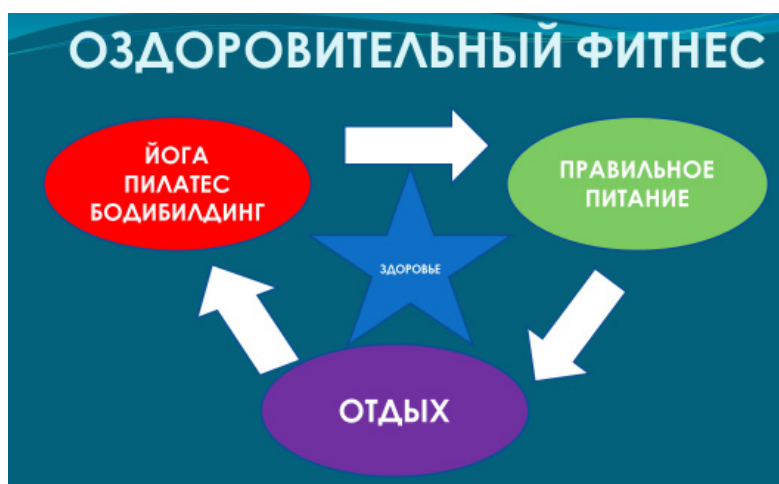 ОЗДОРОВИТЕЛЬНЫЙ ФИТНЕС
ЙОГА
ПИЛАТЕС
БОДИБИЛДИНГ
ПРАВИЛЬНОЕ
ПИТАНИЕ
ЗДОРОВЬЕ
ОТДЫХ